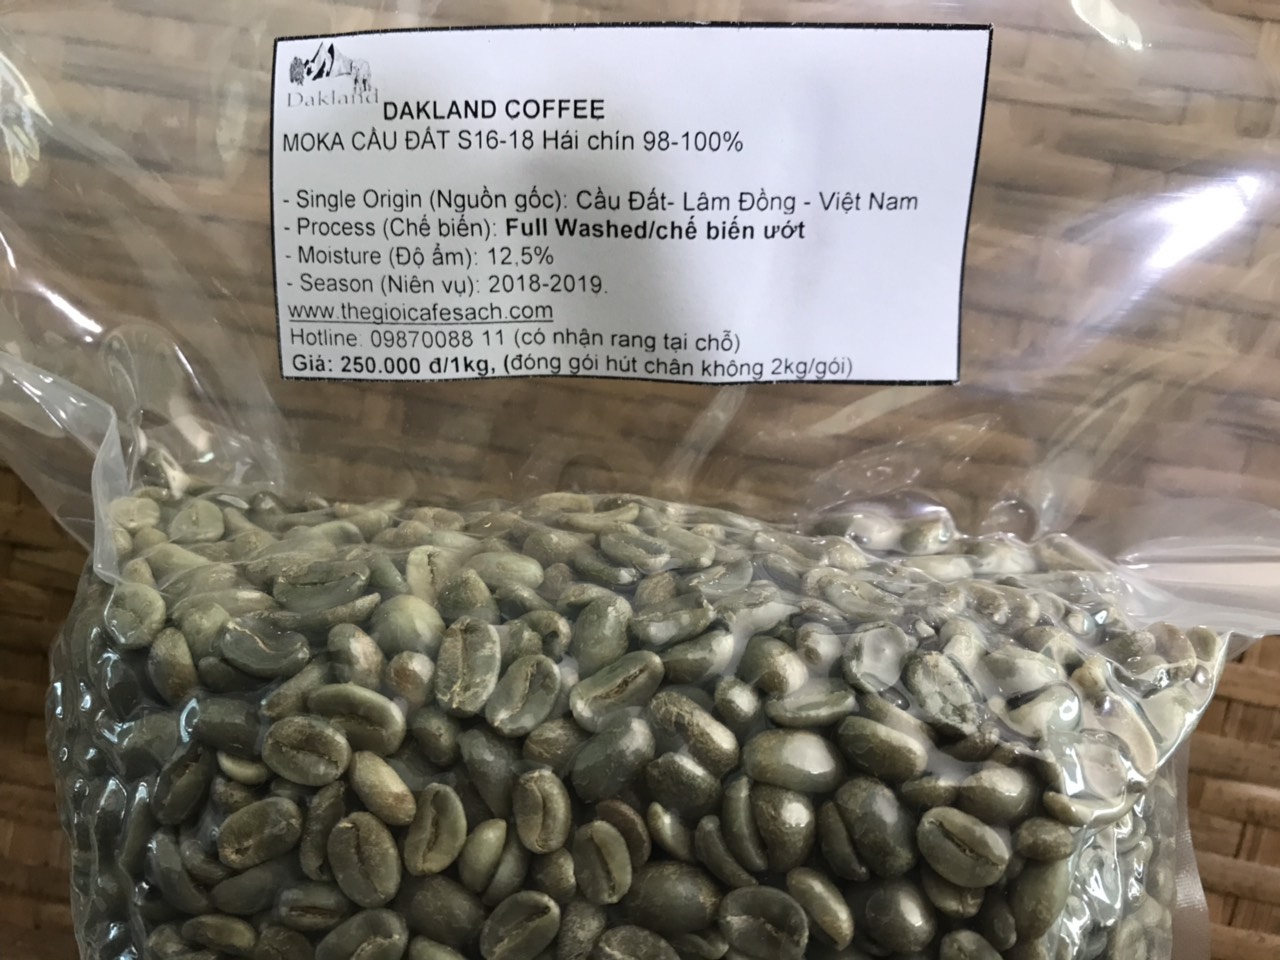 Dakland
DAKLAND COFFEE
MOKA CẦU ĐẤT S16-18 Hái chín 98-100%
- Single Origin (Nguồn gốc): Cầu Đất- Lâm Đồng - Việt Nam
- Process (Chế biến): Full Washed/chế biến ướt
- Moisture (Độ ẩm): 12,5%
- Season (Niên vụ): 2018-2019.
www.thegioicafesach.com
Hotline: 09870088 11 (có nhận rang tại chỗ)
Giá: 250.000 đ/1kg, (đóng gói hút chân không 2kg/gói)